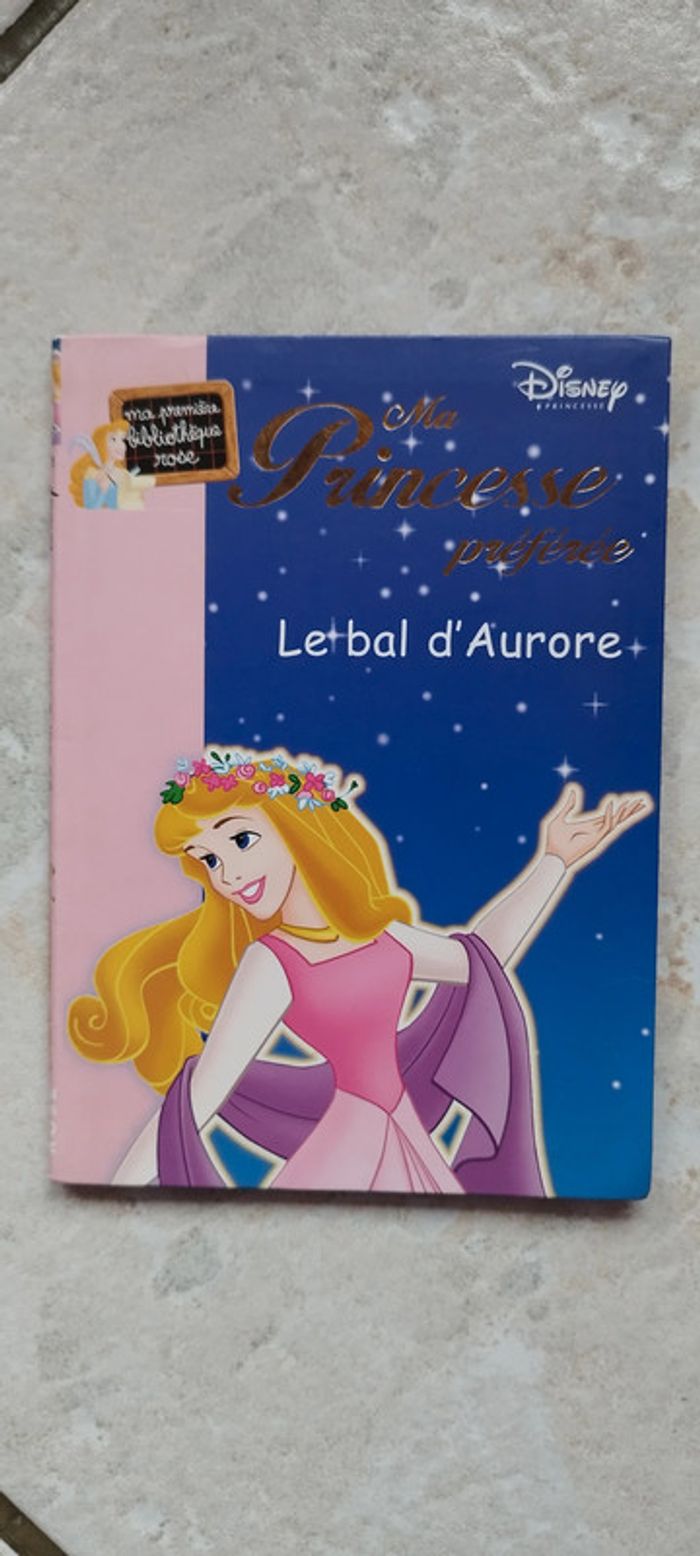 ma première
bibliothèque
rose
Disney
PRINCESSE
Ma
Princesse
préférée
Le bal d'Aurore